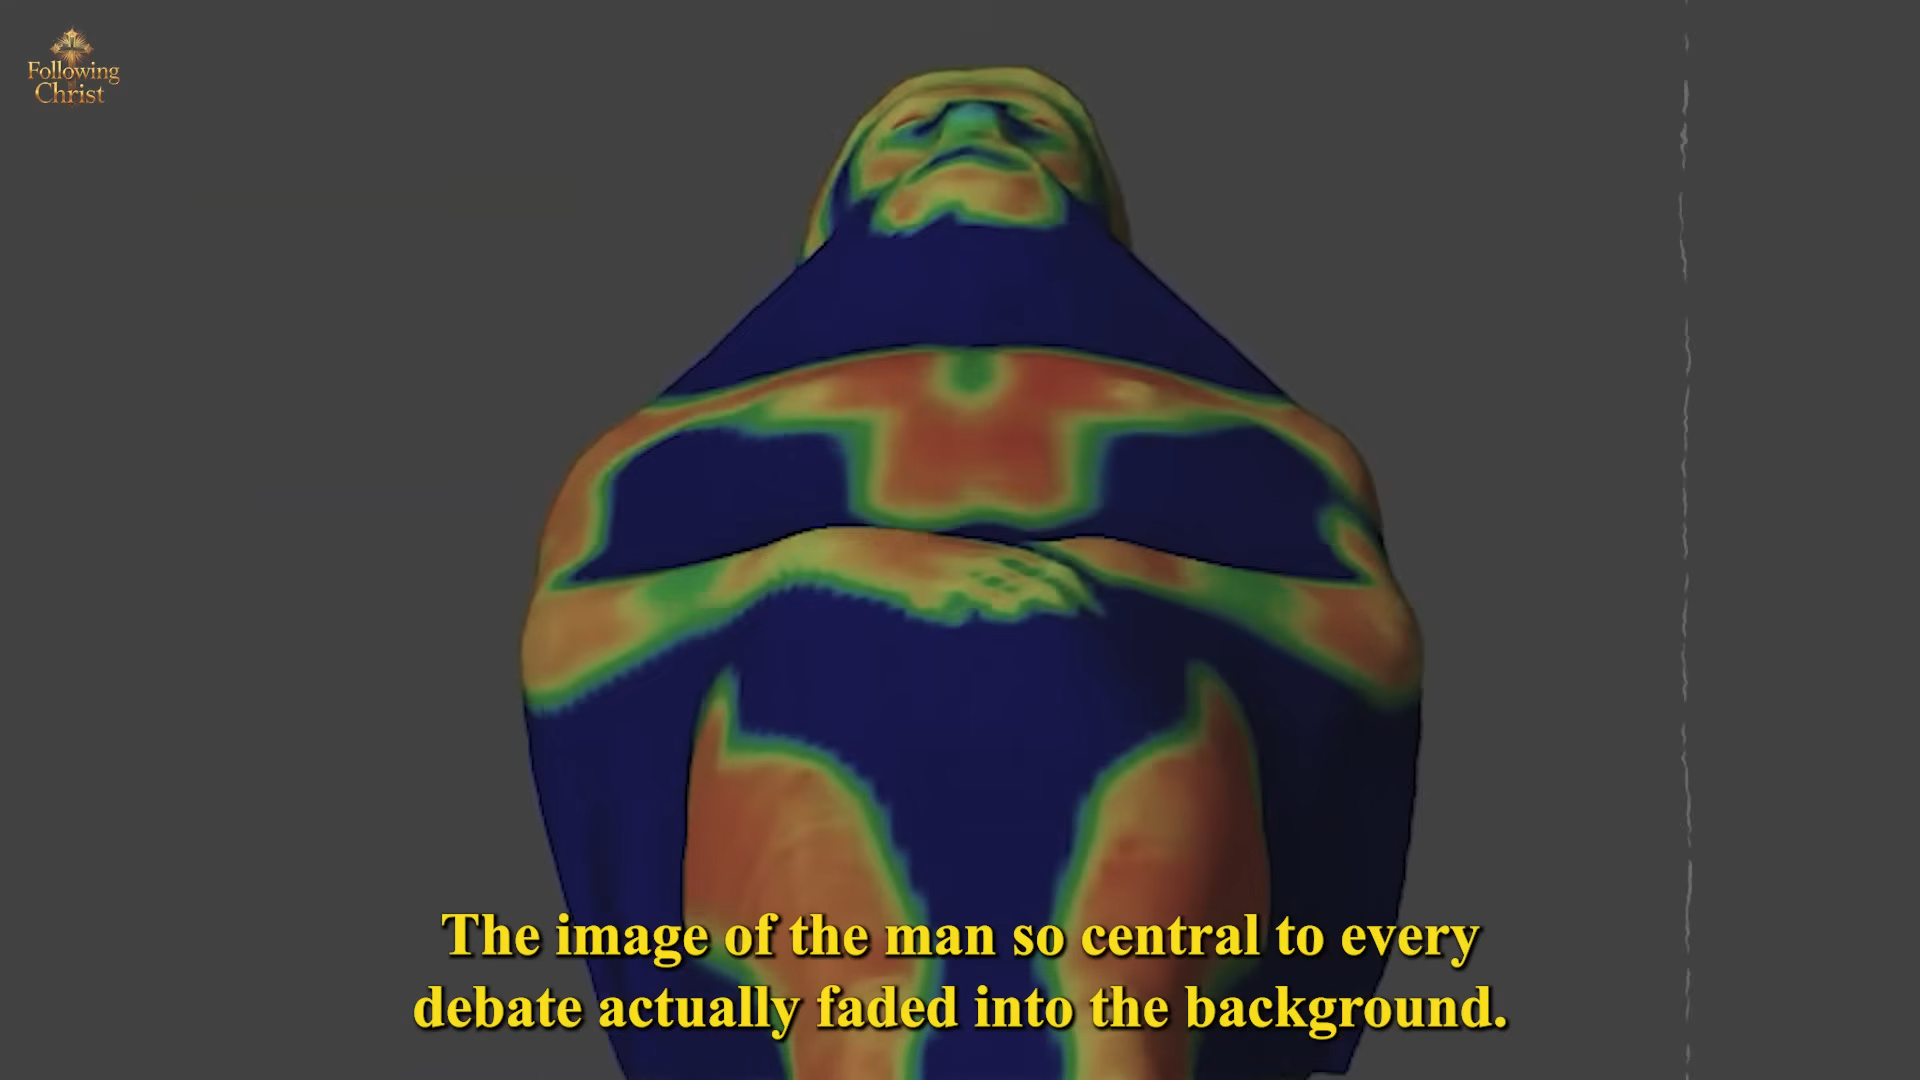 Following
Christ
The image of the man so central to every
debate actually faded into the background.